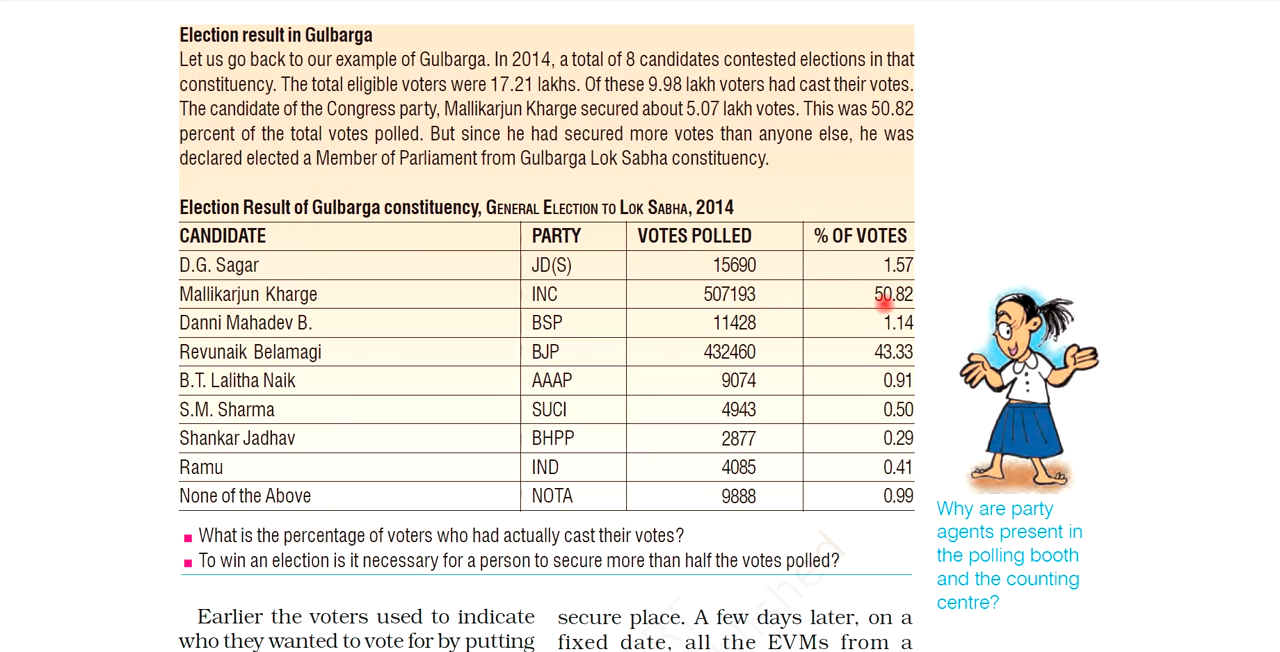 Election result in Gulbarga
Let us go back to our example of Gulbarga. In 2014, a total of 8 candidates contested elections in that
constituency. The total eligible voters were 17.21 lakhs. Of these 9.98 lakh voters had cast their votes.
The candidate of the Congress party, Mallikarjun Kharge secured about 5.07 lakh votes. This was 50.82
percent of the total votes polled. But since he had secured more votes than anyone else, he was
declared elected a Member of Parliament from Gulbarga Lok Sabha constituency.
Election Result of Gulbarga constituency, GENERAL ELECTION TO LOK SABHA, 2014
CANDIDATE PARTY VOTES POLLED % OF VOTES
D.G. Sagar JD(S) 15690 1.57
Mallikarjun Kharge INC 507193 50.82
Danni Mahadev B. BSP 11428 1.14
Revunaik Belamagi BJP 432460 43.33
B.T. Lalitha Naik AAAP 9074 0.91
S.M. Sharma SUCI 4943 0.50
Shankar Jadhav BHPP 2877 0.29
Ramu IND 4085 0.41
None of the Above NOTA 9888 0.99
What is the percentage of voters who had actually cast their votes?
To win an election is it necessary for a person to secure more than half the votes polled?
Why are party
agents present in
the polling booth
and the counting
centre?
Earlier the voters used to indicate
who they wanted to vote for by putting
secure place. A few days later, on a
fixed date, all the EVMs from a